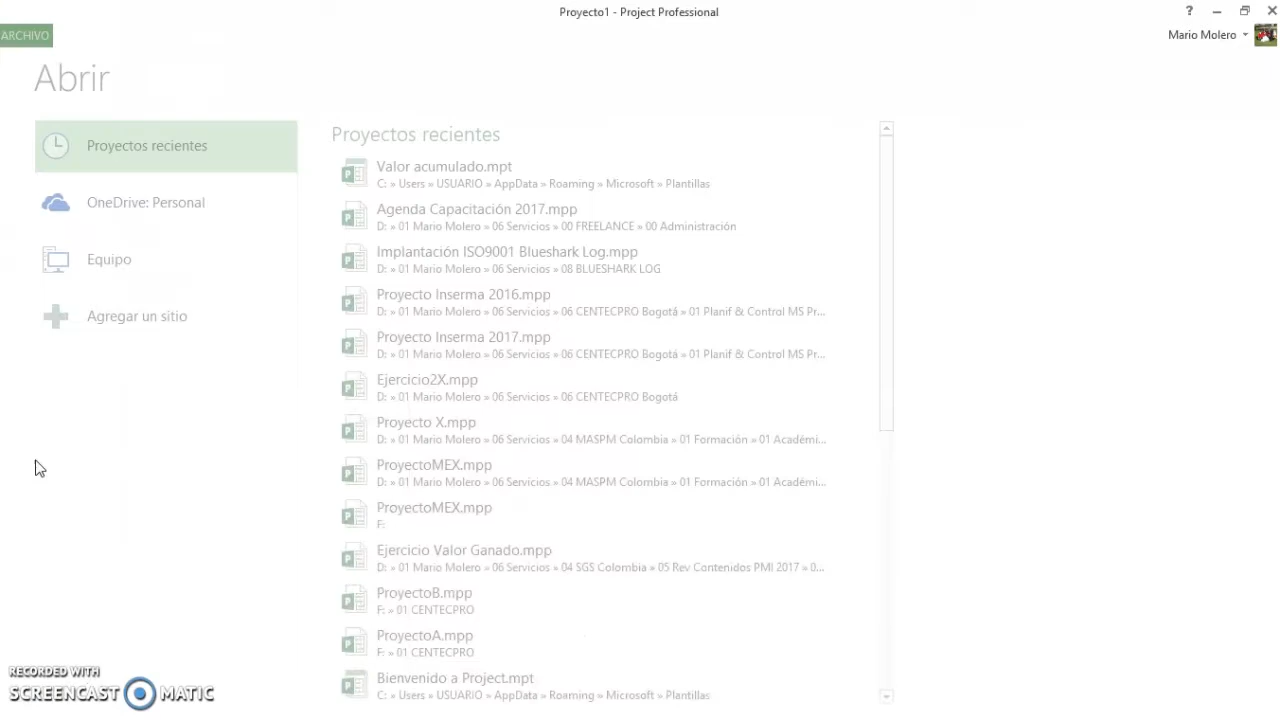 Proyecto1 - Project Professional
?
ARCHIVO
Mario Molero
Abrir
Proyectos recientes
OneDrive: Personal
Equipo
Agregar un sitio
Proyectos recientes
Valor acumulado.mpt
C: » Users » USUARIO » AppData » Roaming » Microsoft » Plantillas
Agenda Capacitación 2017.mpp
D: » 01 Mario Molero » 06 Servicios » 00 FREELANCE » 00 Administración
Implantación ISO9001 Blueshark Log.mpp
D: » 01 Mario Molero » 06 Servicios » 08 BLUESHARK LOG
Proyecto Inserma 2016.mpp
D: » 01 Mario Molero » 06 Servicios » 06 CENTECPRO Bogotá » 01 Planif & Control MS Pr...
Proyecto Inserma 2017.mpp
D: » 01 Mario Molero » 06 Servicios » 06 CENTECPRO Bogotá » 01 Planif & Control MS Pr...
Ejercicio2X.mpp
D: » 01 Mario Molero » 06 Servicios » 06 CENTECPRO Bogotá
Proyecto X.mpp
D: » 01 Mario Molero » 06 Servicios » 04 MASPM Colombia » 01 Formación » 01 Académi...
ProyectoMEX.mpp
D: » 01 Mario Molero » 06 Servicios » 04 MASPM Colombia » 01 Formación » 01 Académi...
ProyectoMEX.mpp
F:
Ejercicio Valor Ganado.mpp
D: » 01 Mario Molero » 06 Servicios » 04 SGS Colombia » 05 Rev Contenidos PMI 2017 » 0...
ProyectoB.mpp
F: » 01 CENTECPRO
ProyectoA.mpp
F: » 01 CENTECPRO
Bienvenido a Project.mpt
C: » Users » USUARIO » AppData » Roaming » Microsoft » Plantillas
RECORDED WITH
SCREENCAST MATIC